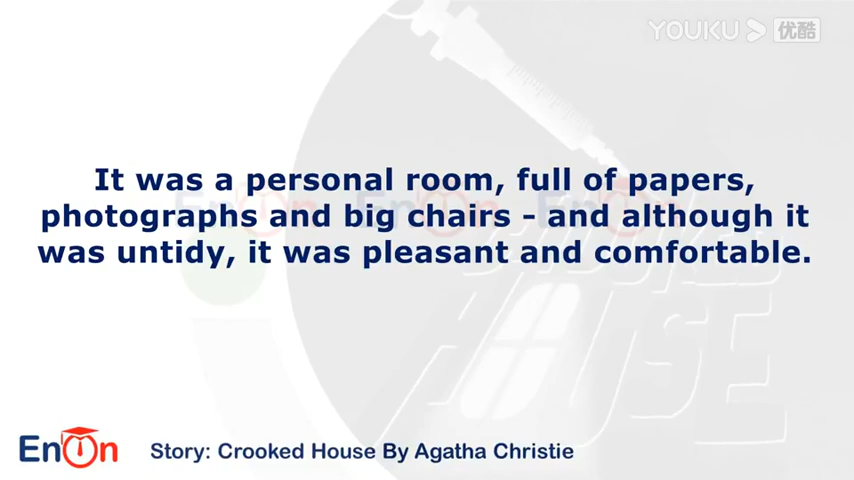 YOUKU 优酷
It was a personal room, full of papers,
photographs and big chairs - and although it
was untidy, it was pleasant and comfortable.
HOUSE
EnOn
Story: Crooked House By Agatha Christie